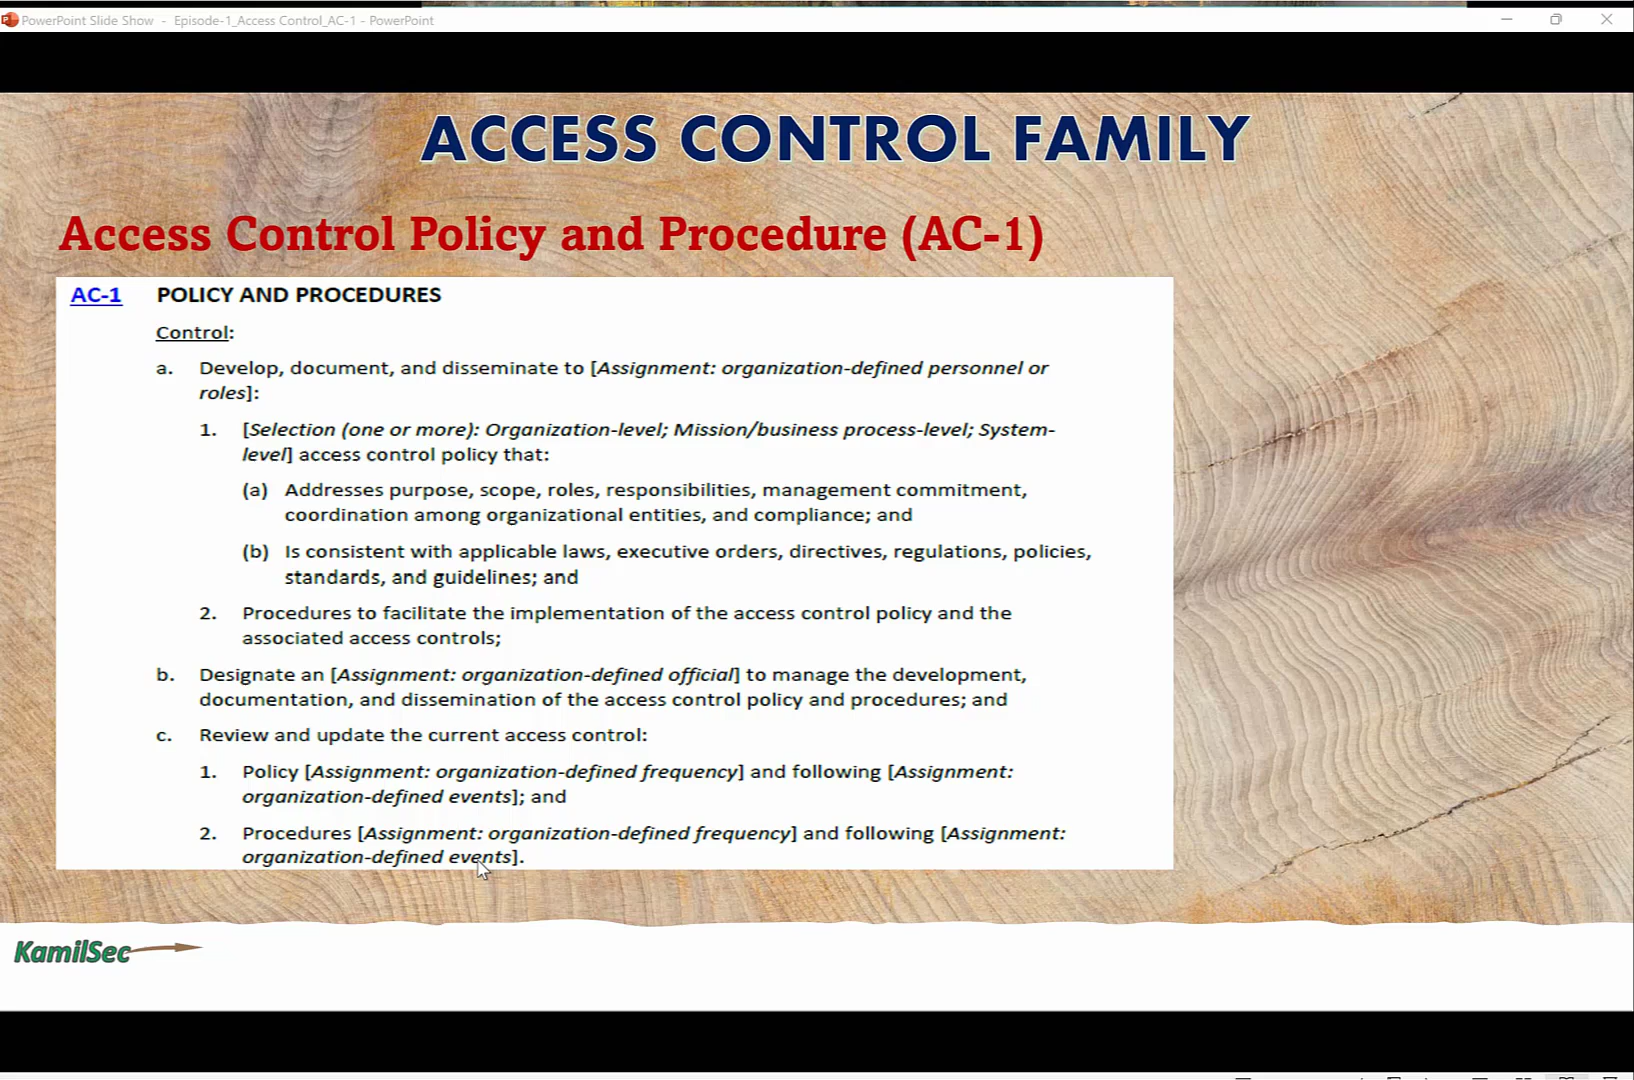 PowerPoint Slide Show - Episode-1_Access Control_AC-1 - PowerPoint
ACCESS CONTROL FAMILY
Access Control Policy and Procedure (AC-1)
AC-1 POLICY AND PROCEDURES
Control:
a. Develop, document, and disseminate to [Assignment: organization-defined personnel or
roles]:
1. [Selection (one or more): Organization-level; Mission/business process-level; System-
level] access control policy that:
(a) Addresses purpose, scope, roles, responsibilities, management commitment,
coordination among organizational entities, and compliance; and
(b) Is consistent with applicable laws, executive orders, directives, regulations, policies,
standards, and guidelines; and
2. Procedures to facilitate the implementation of the access control policy and the
associated access controls;
b. Designate an [Assignment: organization-defined official] to manage the development,
documentation, and dissemination of the access control policy and procedures; and
c. Review and update the current access control:
1. Policy [Assignment: organization-defined frequency] and following [Assignment:
organization-defined events]; and
2. Procedures [Assignment: organization-defined frequency] and following [Assignment:
organization-defined events].
KamilSec